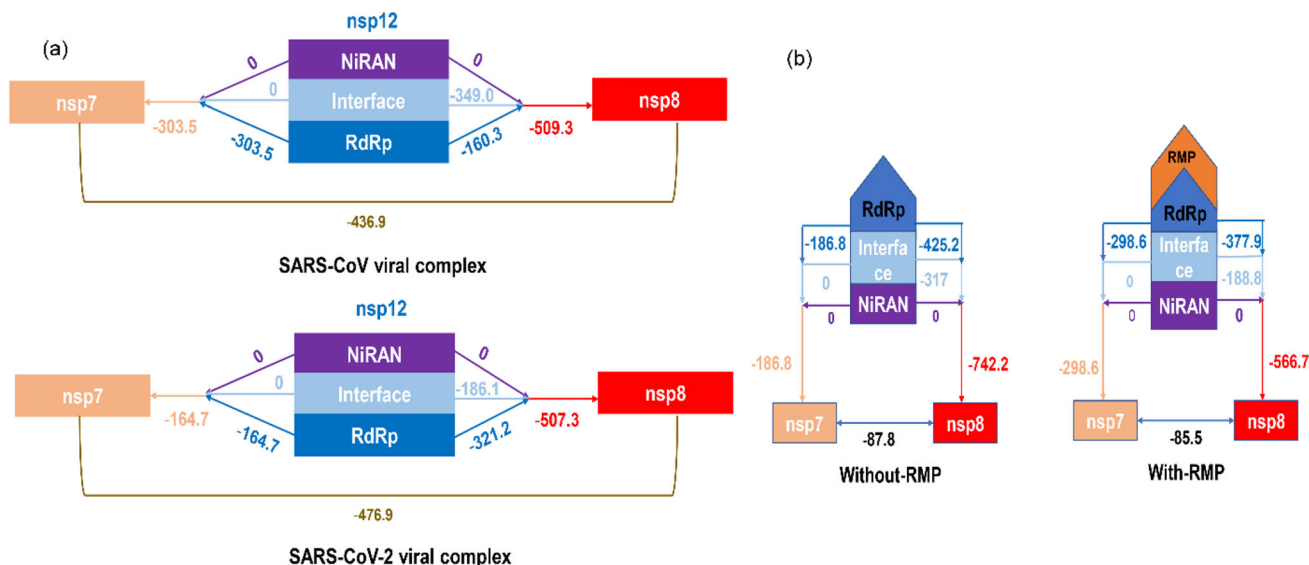 (a)
nsp12
NiRAN
Interface
RdRp
nsp7
nsp8
0
0
0
-349.0
-303.5
-303.5
-160.3
-509.3
-436.9
SARS-CoV viral complex
nsp12
NiRAN
Interface
RdRp
nsp7
nsp8
0
0
0
-186.1
-164.7
-164.7
-321.2
-507.3
-476.9
SARS-CoV-2 viral complex
(b)
RdRp
Interfa
ce
NiRAN
-186.8
-425.2
0
-317
0
0
-186.8
-742.2
nsp7
nsp8
-87.8
Without-RMP
RMP
RdRp
Interfa
ce
NiRAN
-298.6
-377.9
0
-188.8
0
0
-298.6
-566.7
nsp7
nsp8
-85.5
With-RMP